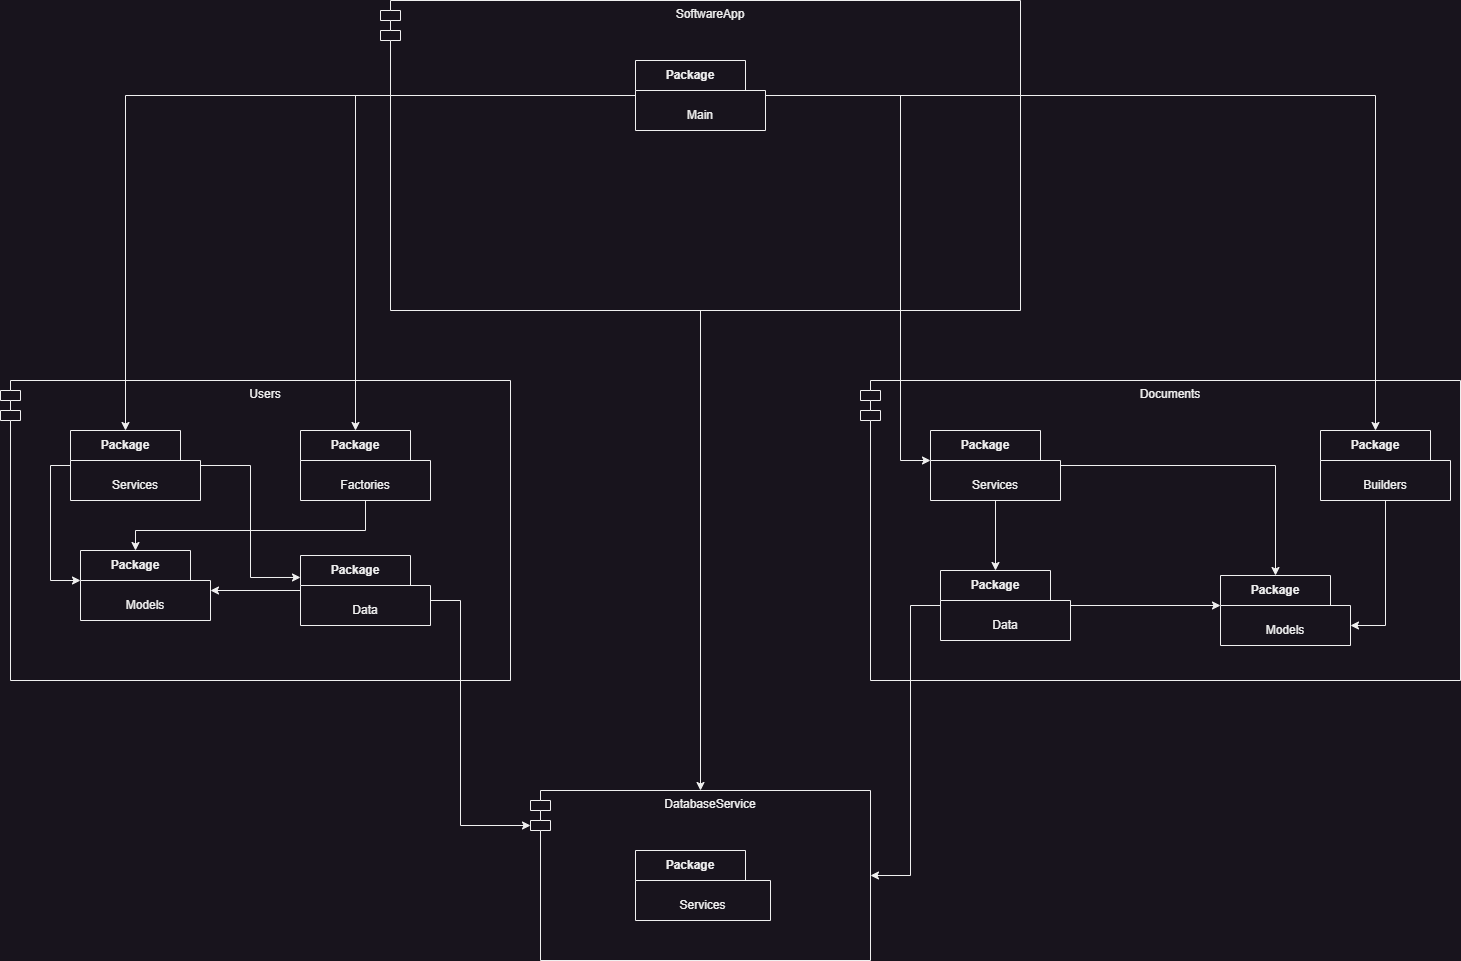 SoftwareApp
Package
Main
Users
Package
Services
Package
Factories
Package
Models
Package
Data
Documents
Package
Services
Package
Builders
Package
Data
Package
Models
DatabaseService
Package
Services